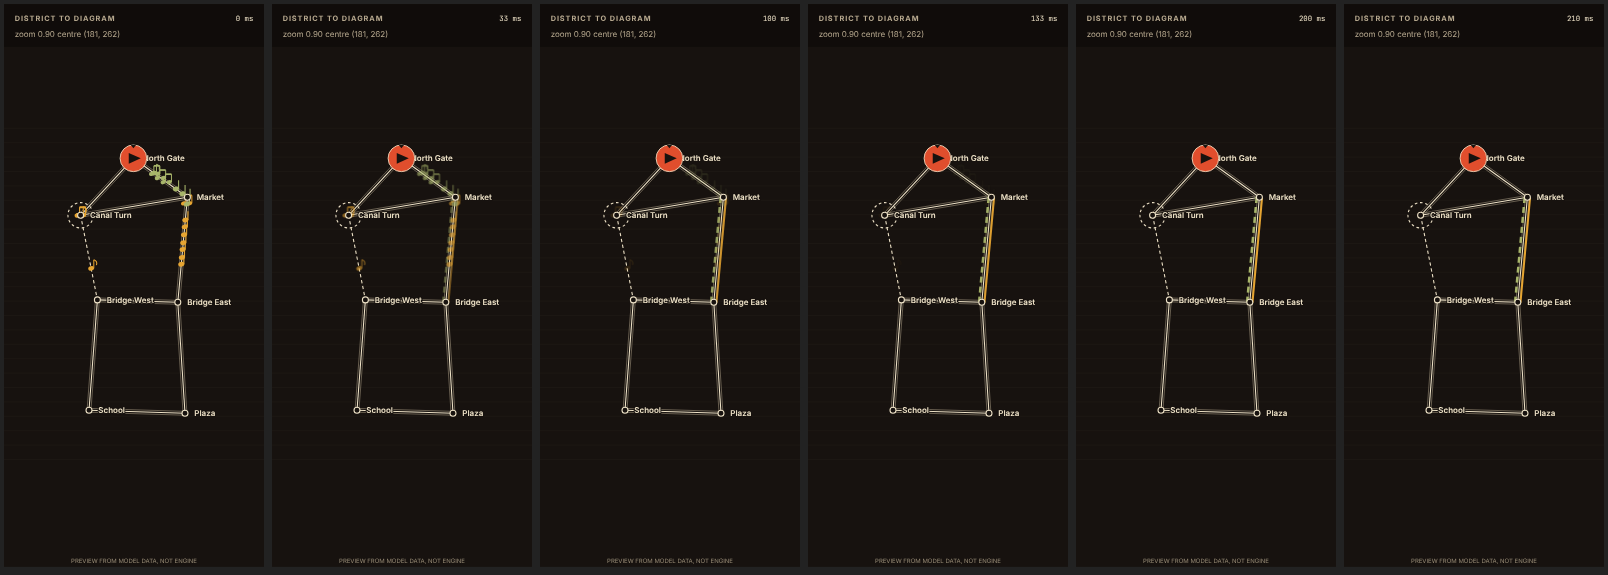 DISTRICT TO DIAGRAM 0 ms
zoom 0.90 centre (181, 262)
orth Gate
Market
Canal Turn
Bridge West
Bridge East
School
Plaza
PREVIEW FROM MODEL DATA, NOT ENGINE
DISTRICT TO DIAGRAM 33 ms
zoom 0.90 centre (181, 262)
orth Gate
Market
Canal Turn
Bridge West
Bridge East
School
Plaza
PREVIEW FROM MODEL DATA, NOT ENGINE
DISTRICT TO DIAGRAM 100 ms
zoom 0.90 centre (181, 262)
orth Gate
Market
Canal Turn
Bridge West
Bridge East
School
Plaza
PREVIEW FROM MODEL DATA, NOT ENGINE
DISTRICT TO DIAGRAM 133 ms
zoom 0.90 centre (181, 262)
orth Gate
Market
Canal Turn
Bridge West
Bridge East
School
Plaza
PREVIEW FROM MODEL DATA, NOT ENGINE
DISTRICT TO DIAGRAM 200 ms
zoom 0.90 centre (181, 262)
orth Gate
Market
Canal Turn
Bridge West
Bridge East
School
Plaza
PREVIEW FROM MODEL DATA, NOT ENGINE
DISTRICT TO DIAGRAM 210 ms
zoom 0.90 centre (181, 262)
orth Gate
Market
Canal Turn
Bridge West
Bridge East
School
Plaza
PREVIEW FROM MODEL DATA, NOT ENGINE